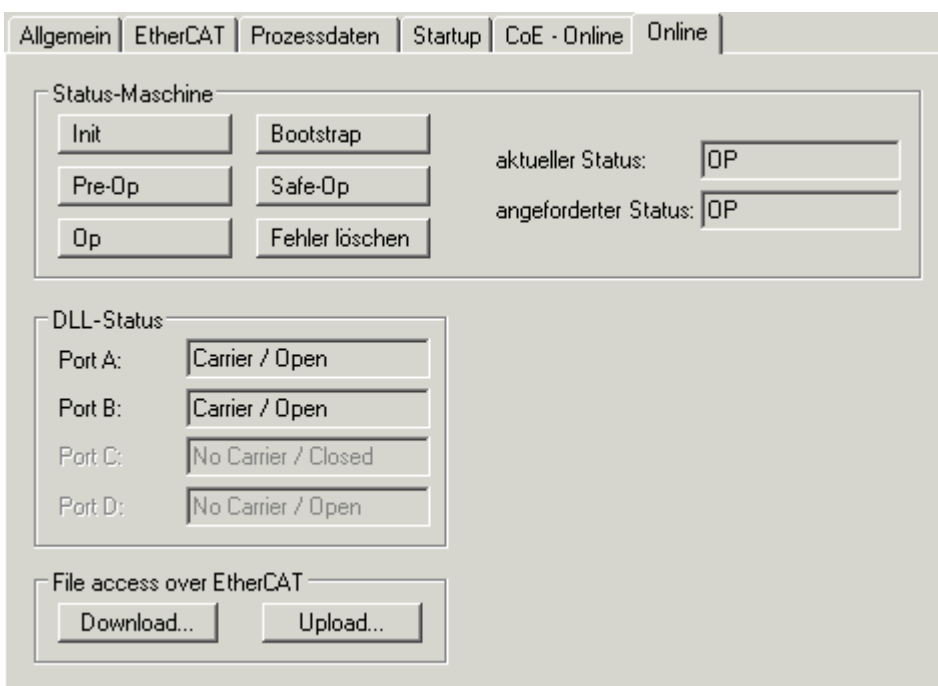 Allgemein EtherCAT Prozessdaten Startup CoE - Online Online
Status-Maschine
Init Bootstrap
aktueller Status: OP
Pre-Op Safe-Op
angeforderter Status: OP
Op Fehler löschen
DLL-Status
Port A: Carrier / Open
Port B: Carrier / Open
Port C: No Carrier / Closed
Port D: No Carrier / Open
File access over EtherCAT
Download... Upload...